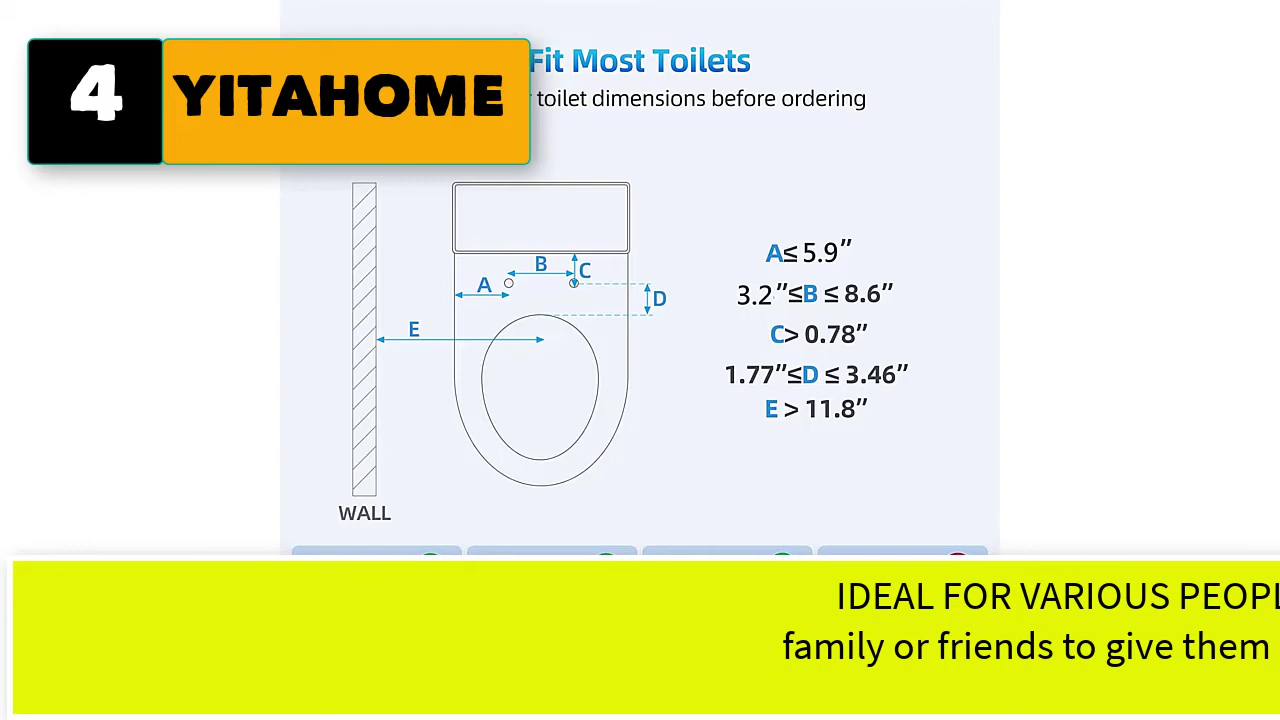 4
YITAHOME
Fit Most Toilets
toilet dimensions before ordering
B
C
A
D
E
WALL
A≤ 5.9”
3.2”≤B ≤ 8.6”
C> 0.78”
1.77”≤D ≤ 3.46”
E > 11.8”
IDEAL FOR VARIOUS PEOPL
family or friends to give them